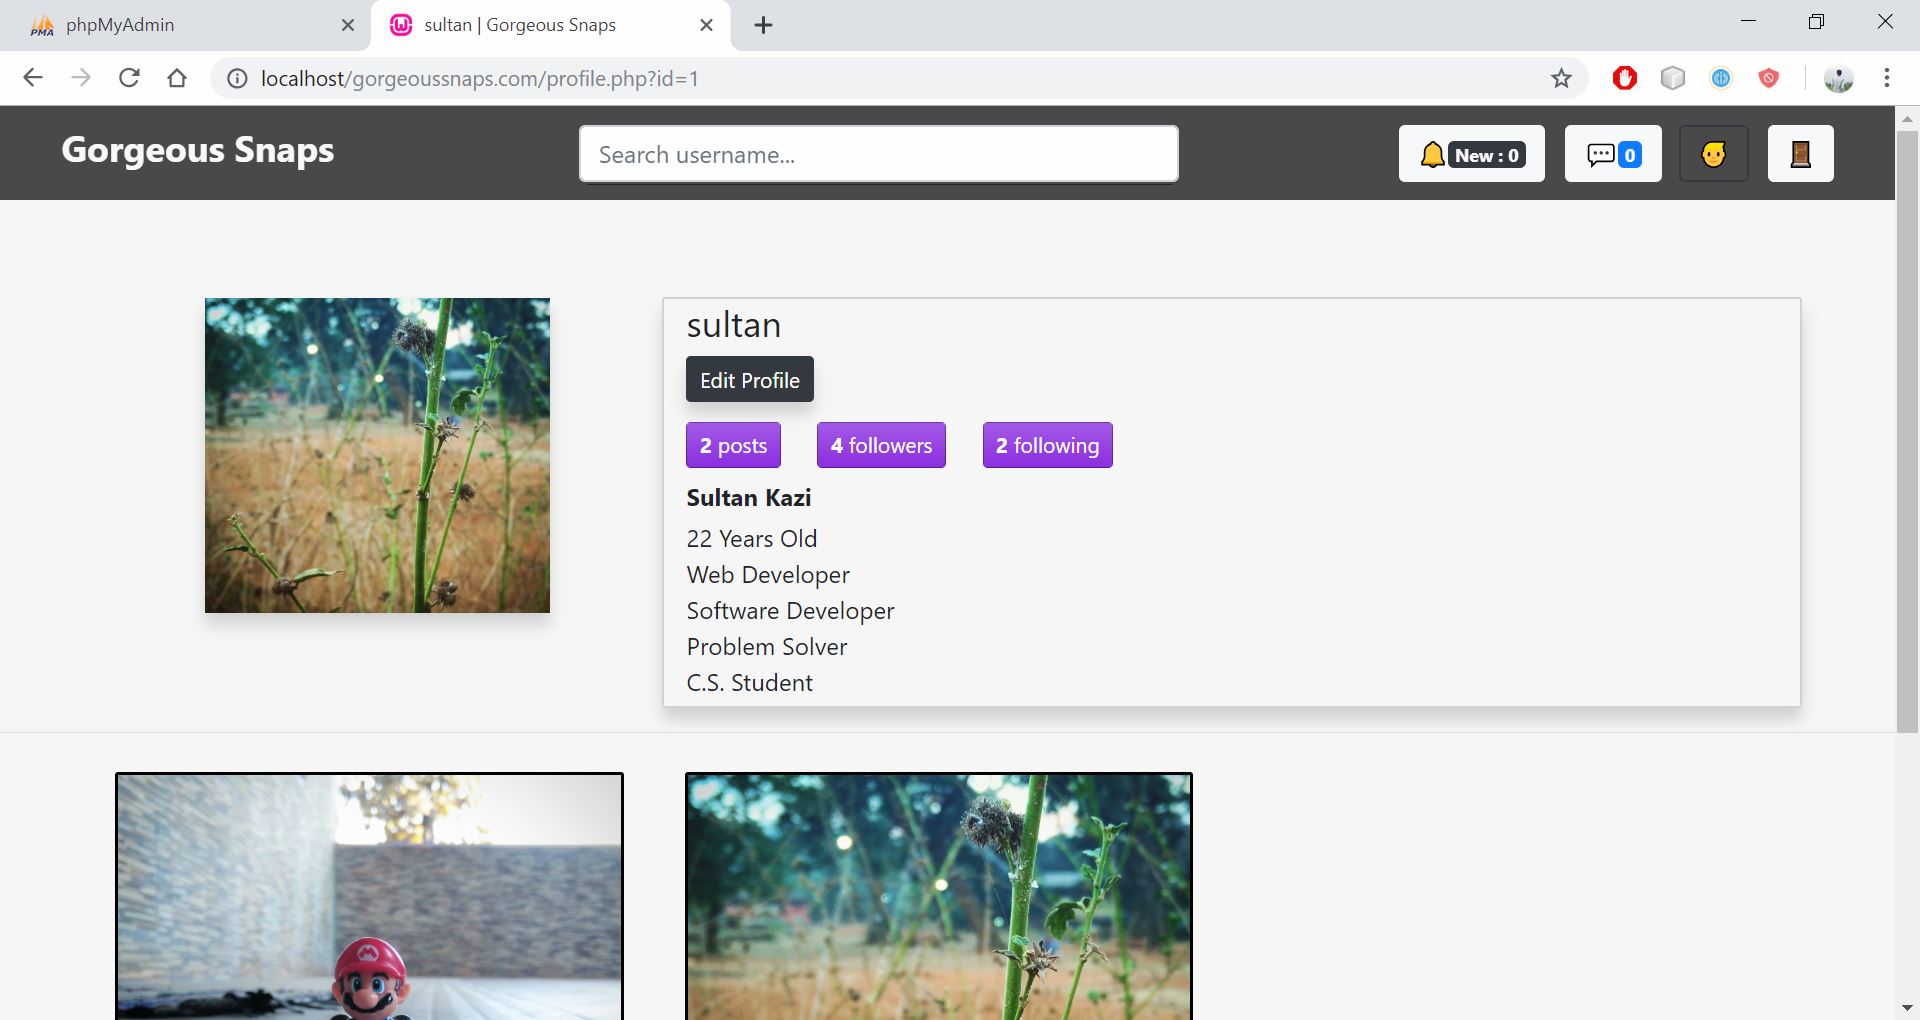 phpMyAdmin
sultan | Gorgeous Snaps
localhost/gorgeoussnaps.com/profile.php?id=1
Gorgeous Snaps
Search username...
New : 0
0
sultan
Edit Profile
2 posts
4 followers
2 following
Sultan Kazi
22 Years Old
Web Developer
Software Developer
Problem Solver
C.S. Student
PMA
M